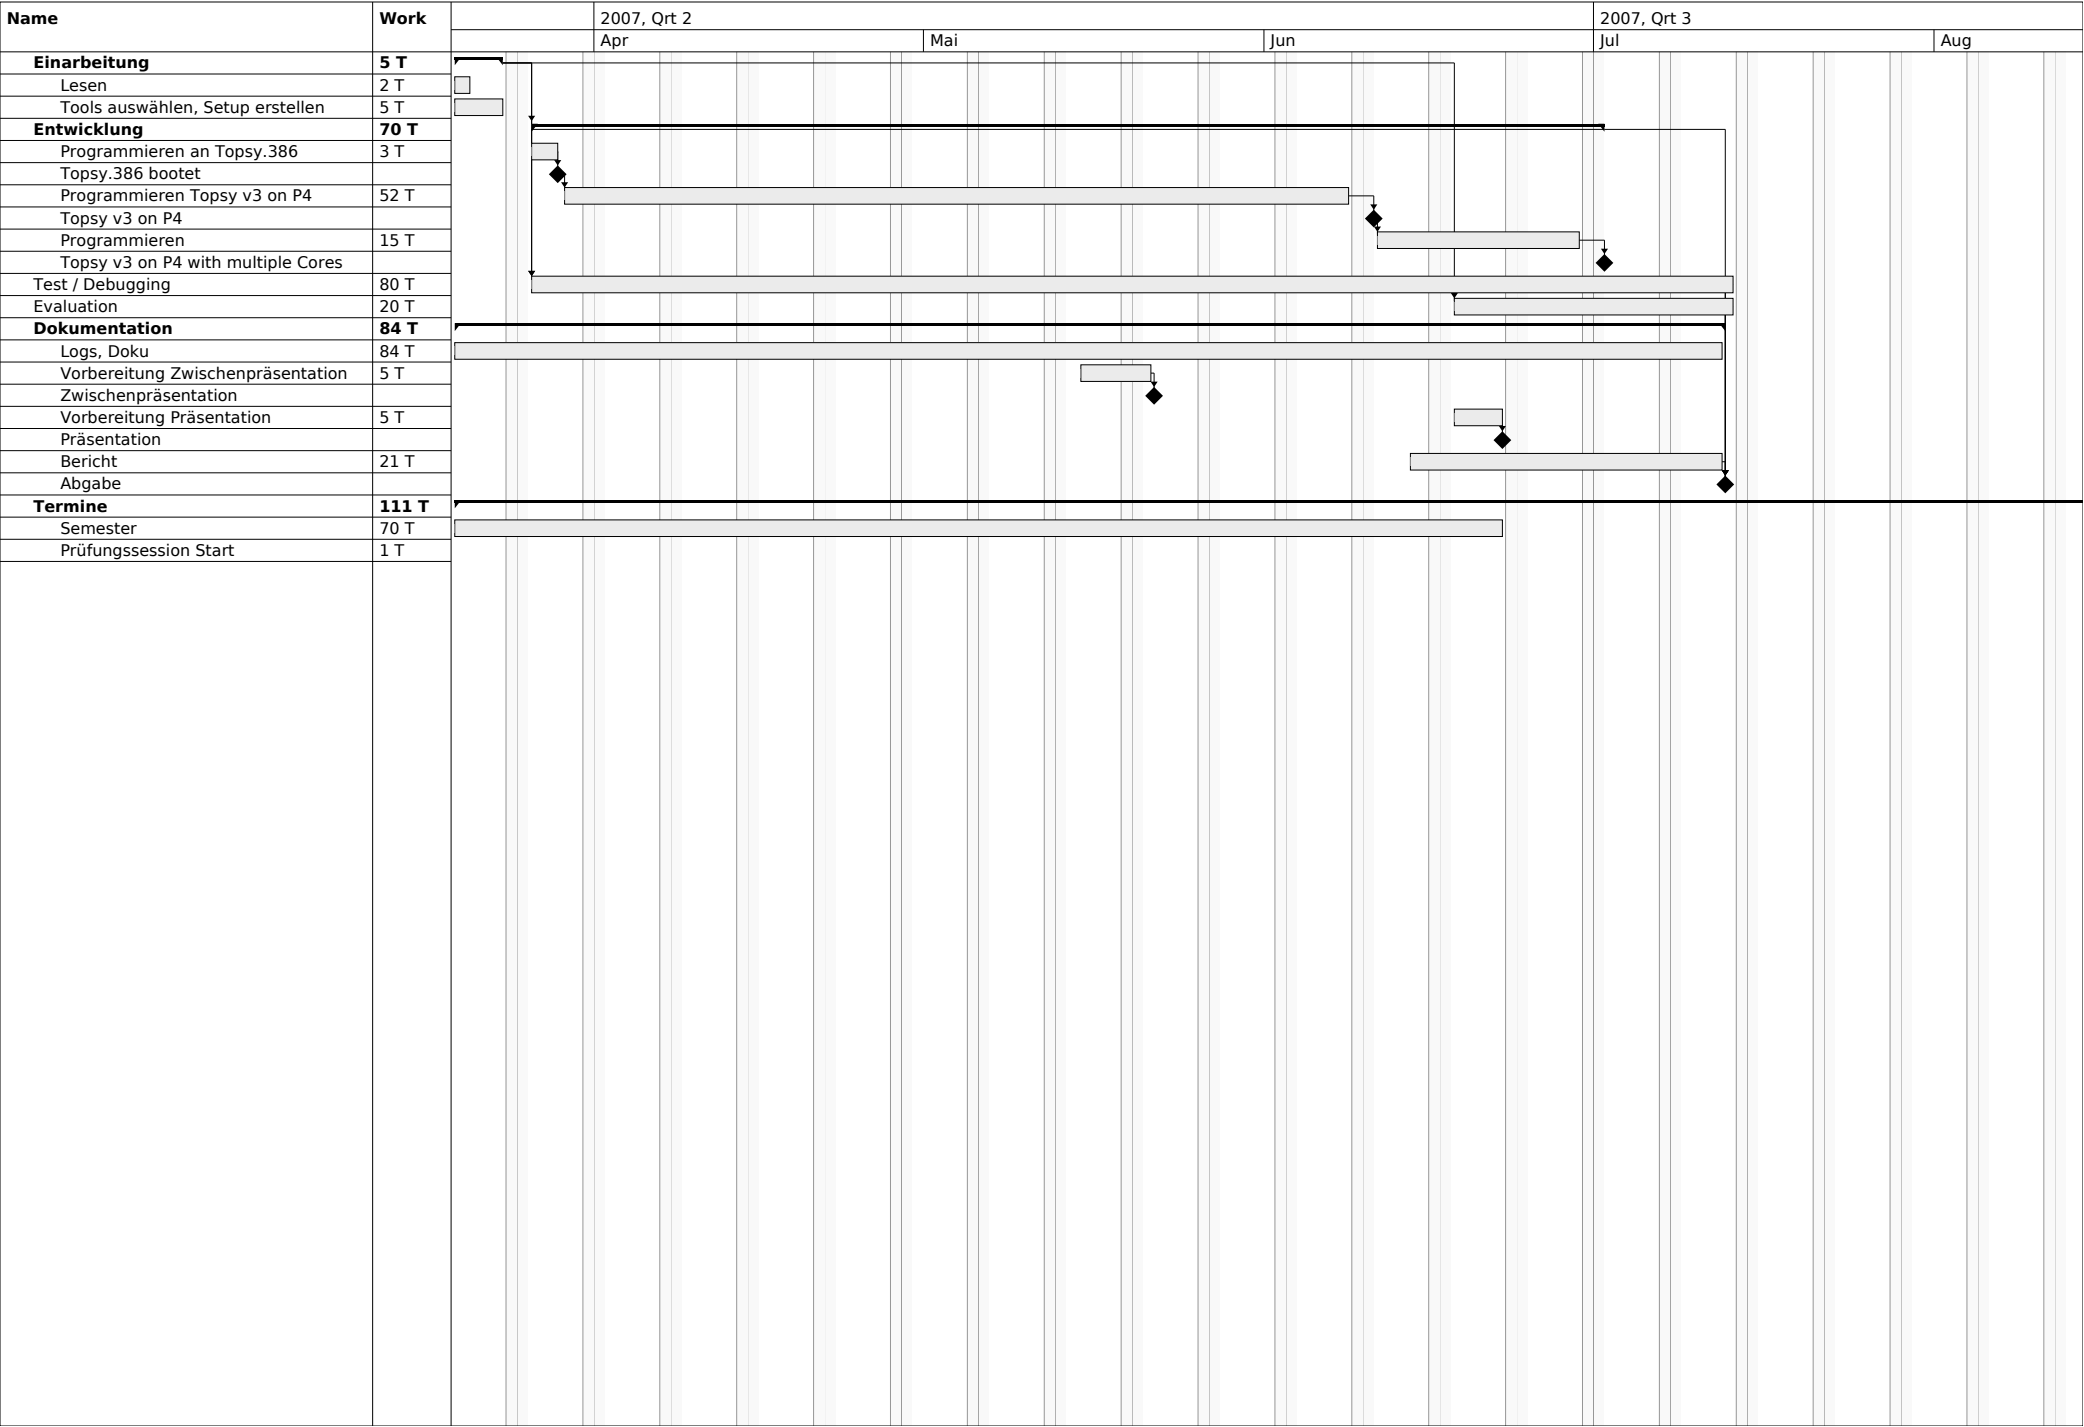 Name Work 2007, Qrt 2 2007, Qrt 3
Apr Mai Jun Jul Aug
Einarbeitung 5 T
Lesen 2 T
Tools auswählen, Setup erstellen 5 T
Entwicklung 70 T
Programmieren an Topsy.386 3 T
Topsy.386 bootet
Programmieren Topsy v3 on P4 52 T
Topsy v3 on P4
Programmieren 15 T
Topsy v3 on P4 with multiple Cores
Test / Debugging 80 T
Evaluation 20 T
Dokumentation 84 T
Logs, Doku 84 T
Vorbereitung Zwischenpräsentation 5 T
Zwischenpräsentation
Vorbereitung Präsentation 5 T
Präsentation
Bericht 21 T
Abgabe
Termine 111 T
Semester 70 T
Prüfungssession Start 1 T